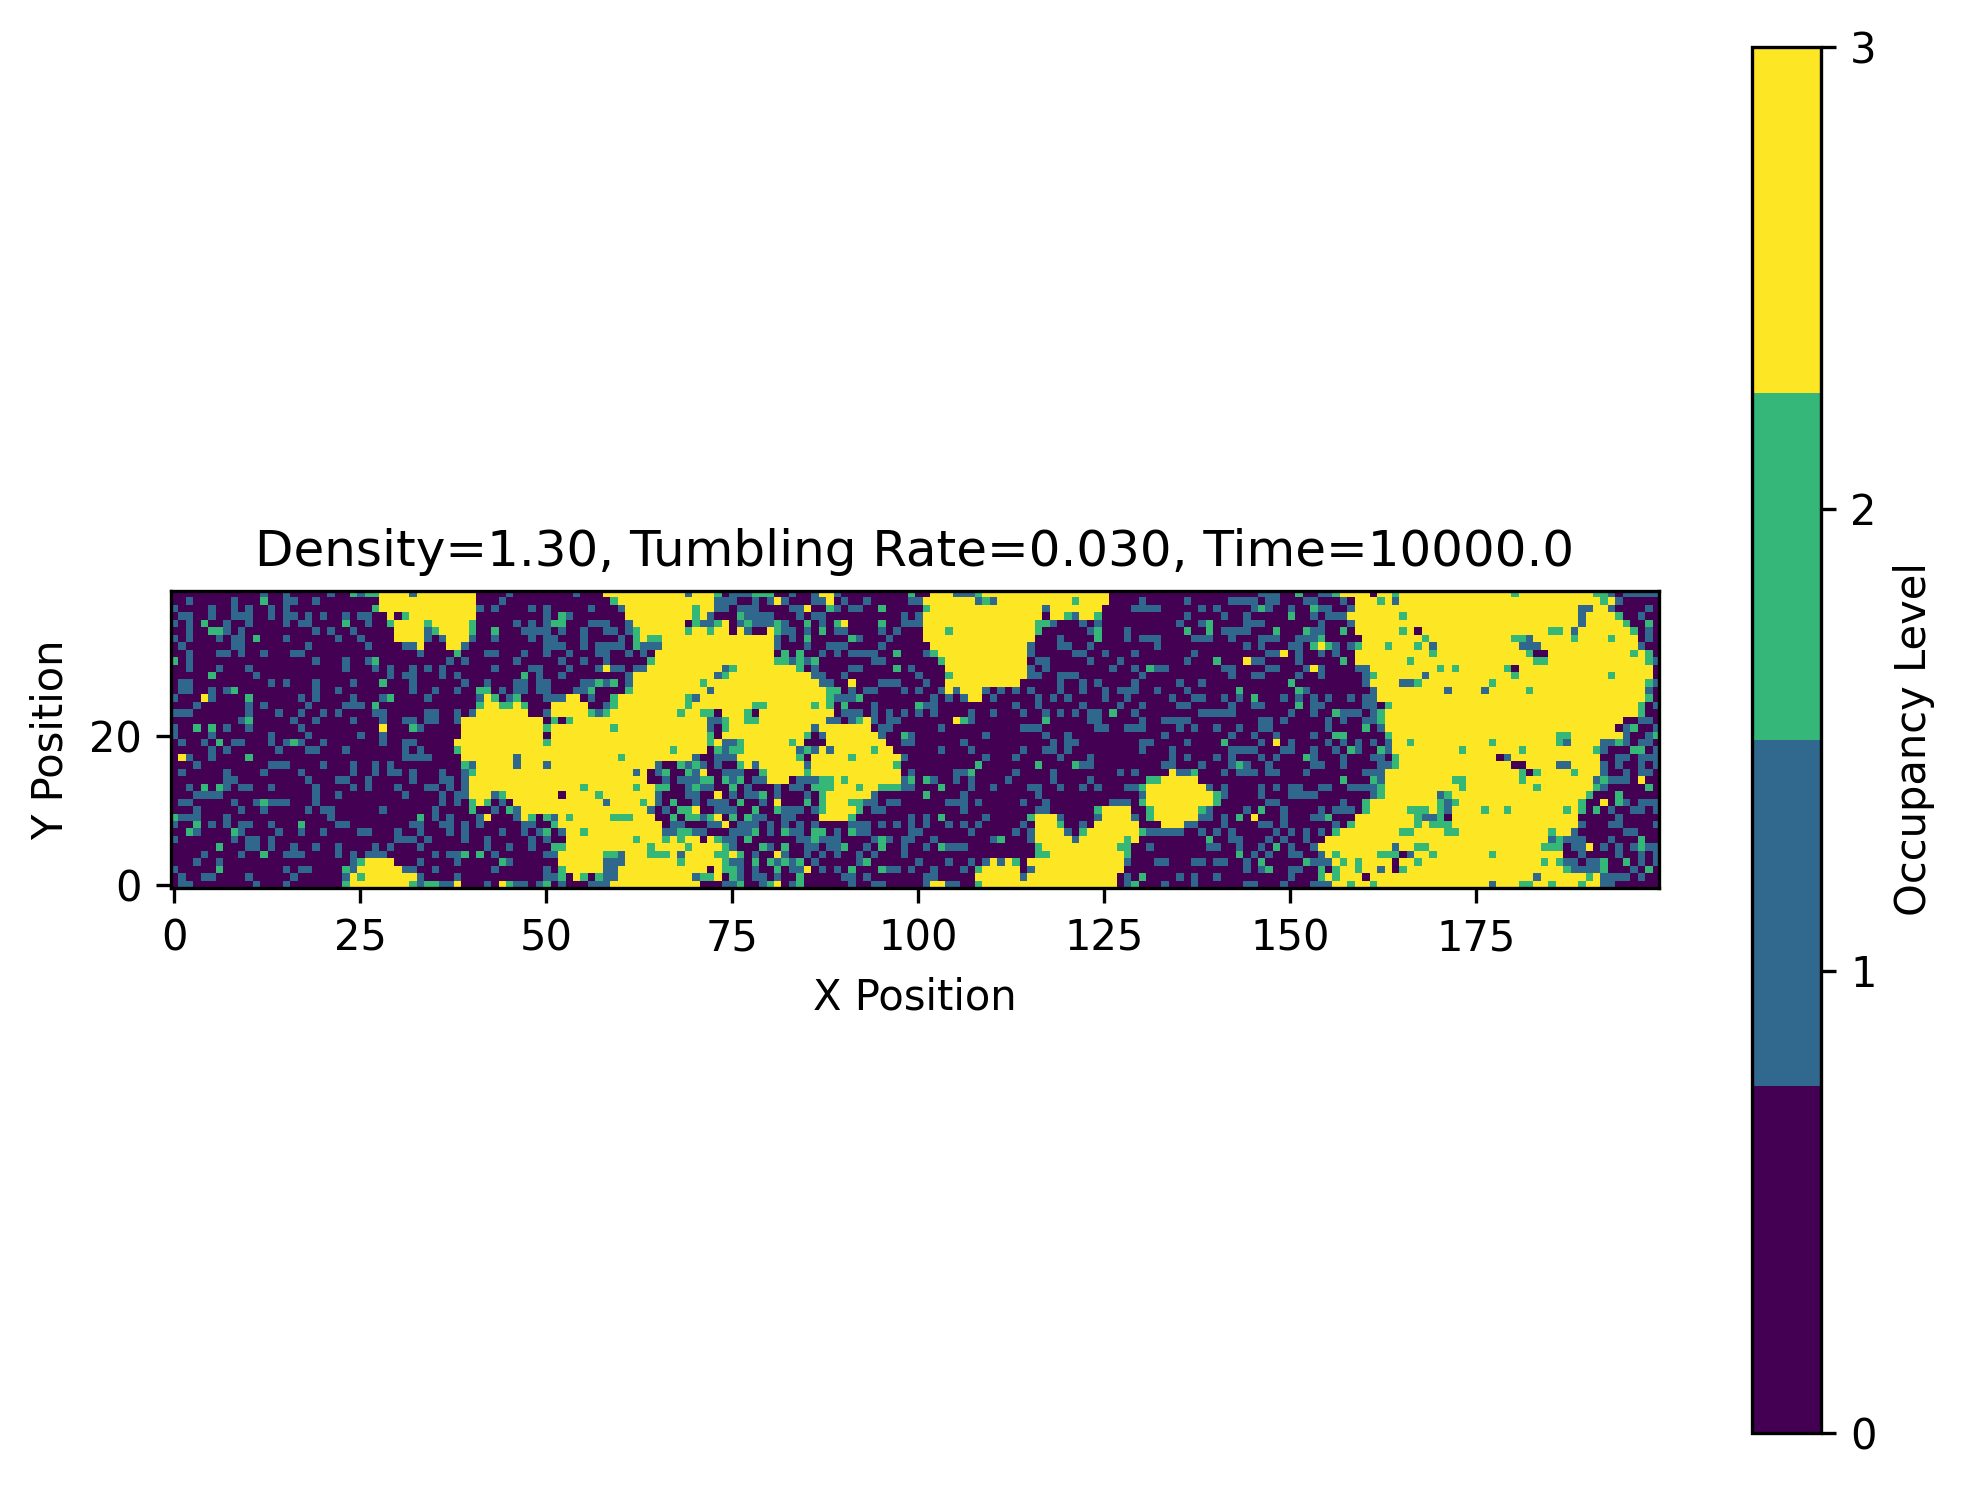 Density=1.30, Tumbling Rate=0.030, Time=10000.0
Y Position
20
0
0 25 50 75 100 125 150 175
X Position
3
2
1
0
Occupancy Level